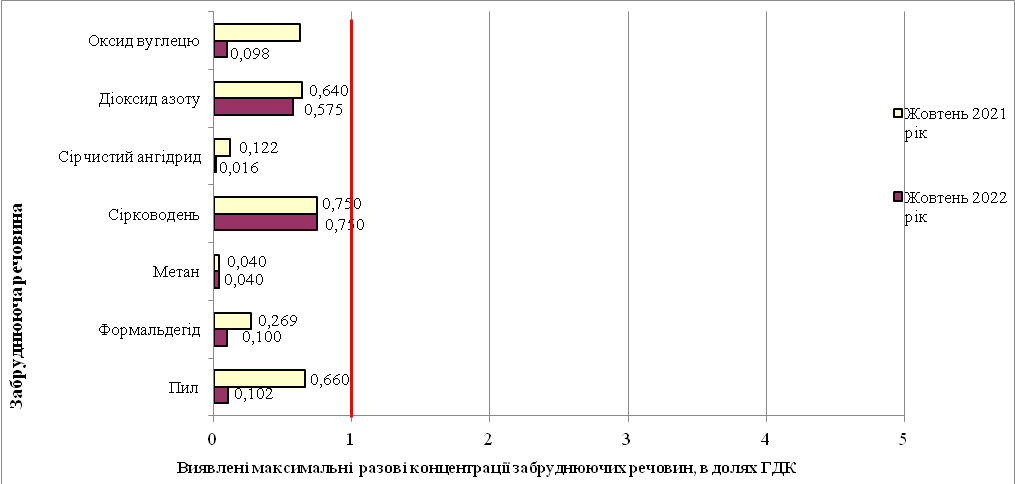 Оксид вуглецю
0,098
Діоксид азоту
0,640
0,575
Сірчистий ангідрид
0,122
0,016
Сірководень
0,750
0,750
Метан
0,040
0,040
Формальдегід
0,269
0,100
Пил
0,660
0,102
Забруднююча речовина
0 1 2 3 4 5
Виявлені максимальні разові концентрації забруднюючих речовин, в долях ГДК
Жовтень 2021
рік
Жовтень 2022
рік